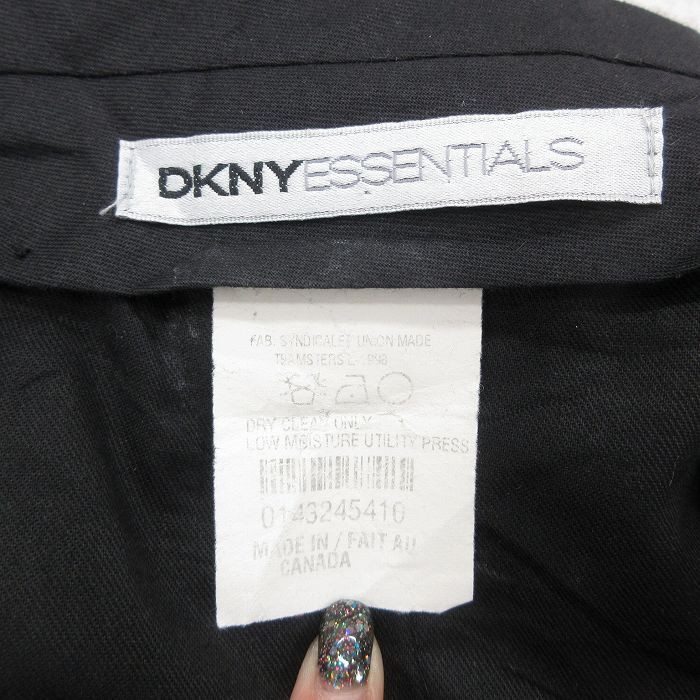 DKNYESSENTIALS
FAB. SYNDICALE / UNION MADE
TEAMSTERS L. 1998
DRY CLEAN ONLY
LOW MOISTURE UTILITY PRESS
0143245410
MADE IN / FAIT AU
CANADA